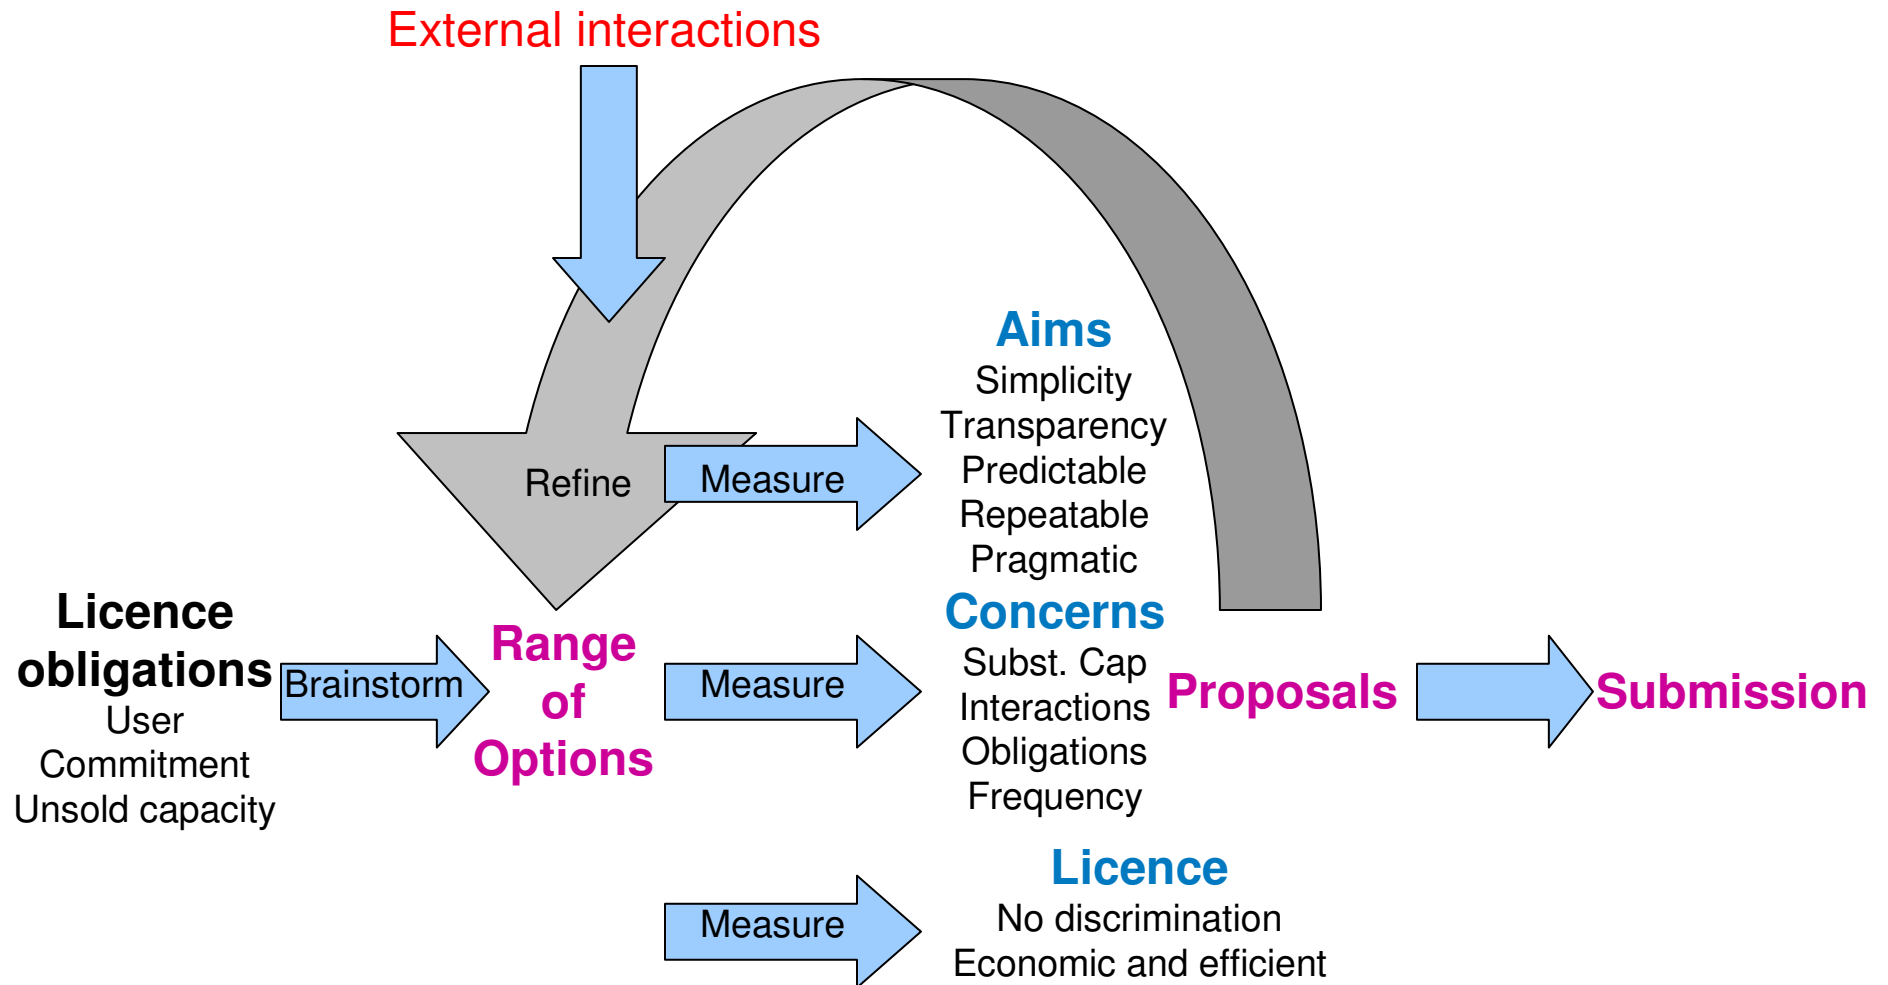 External interactions
Aims
Simplicity
Transparency
Predictable
Repeatable
Pragmatic
Refine
Measure
Licence
obligations
User
Commitment
Unsold capacity
Brainstorm
Range
of
Options
Measure
Concerns
Subst. Cap
Interactions
Obligations
Frequency
Proposals
Submission
Measure
Licence
No discrimination
Economic and efficient